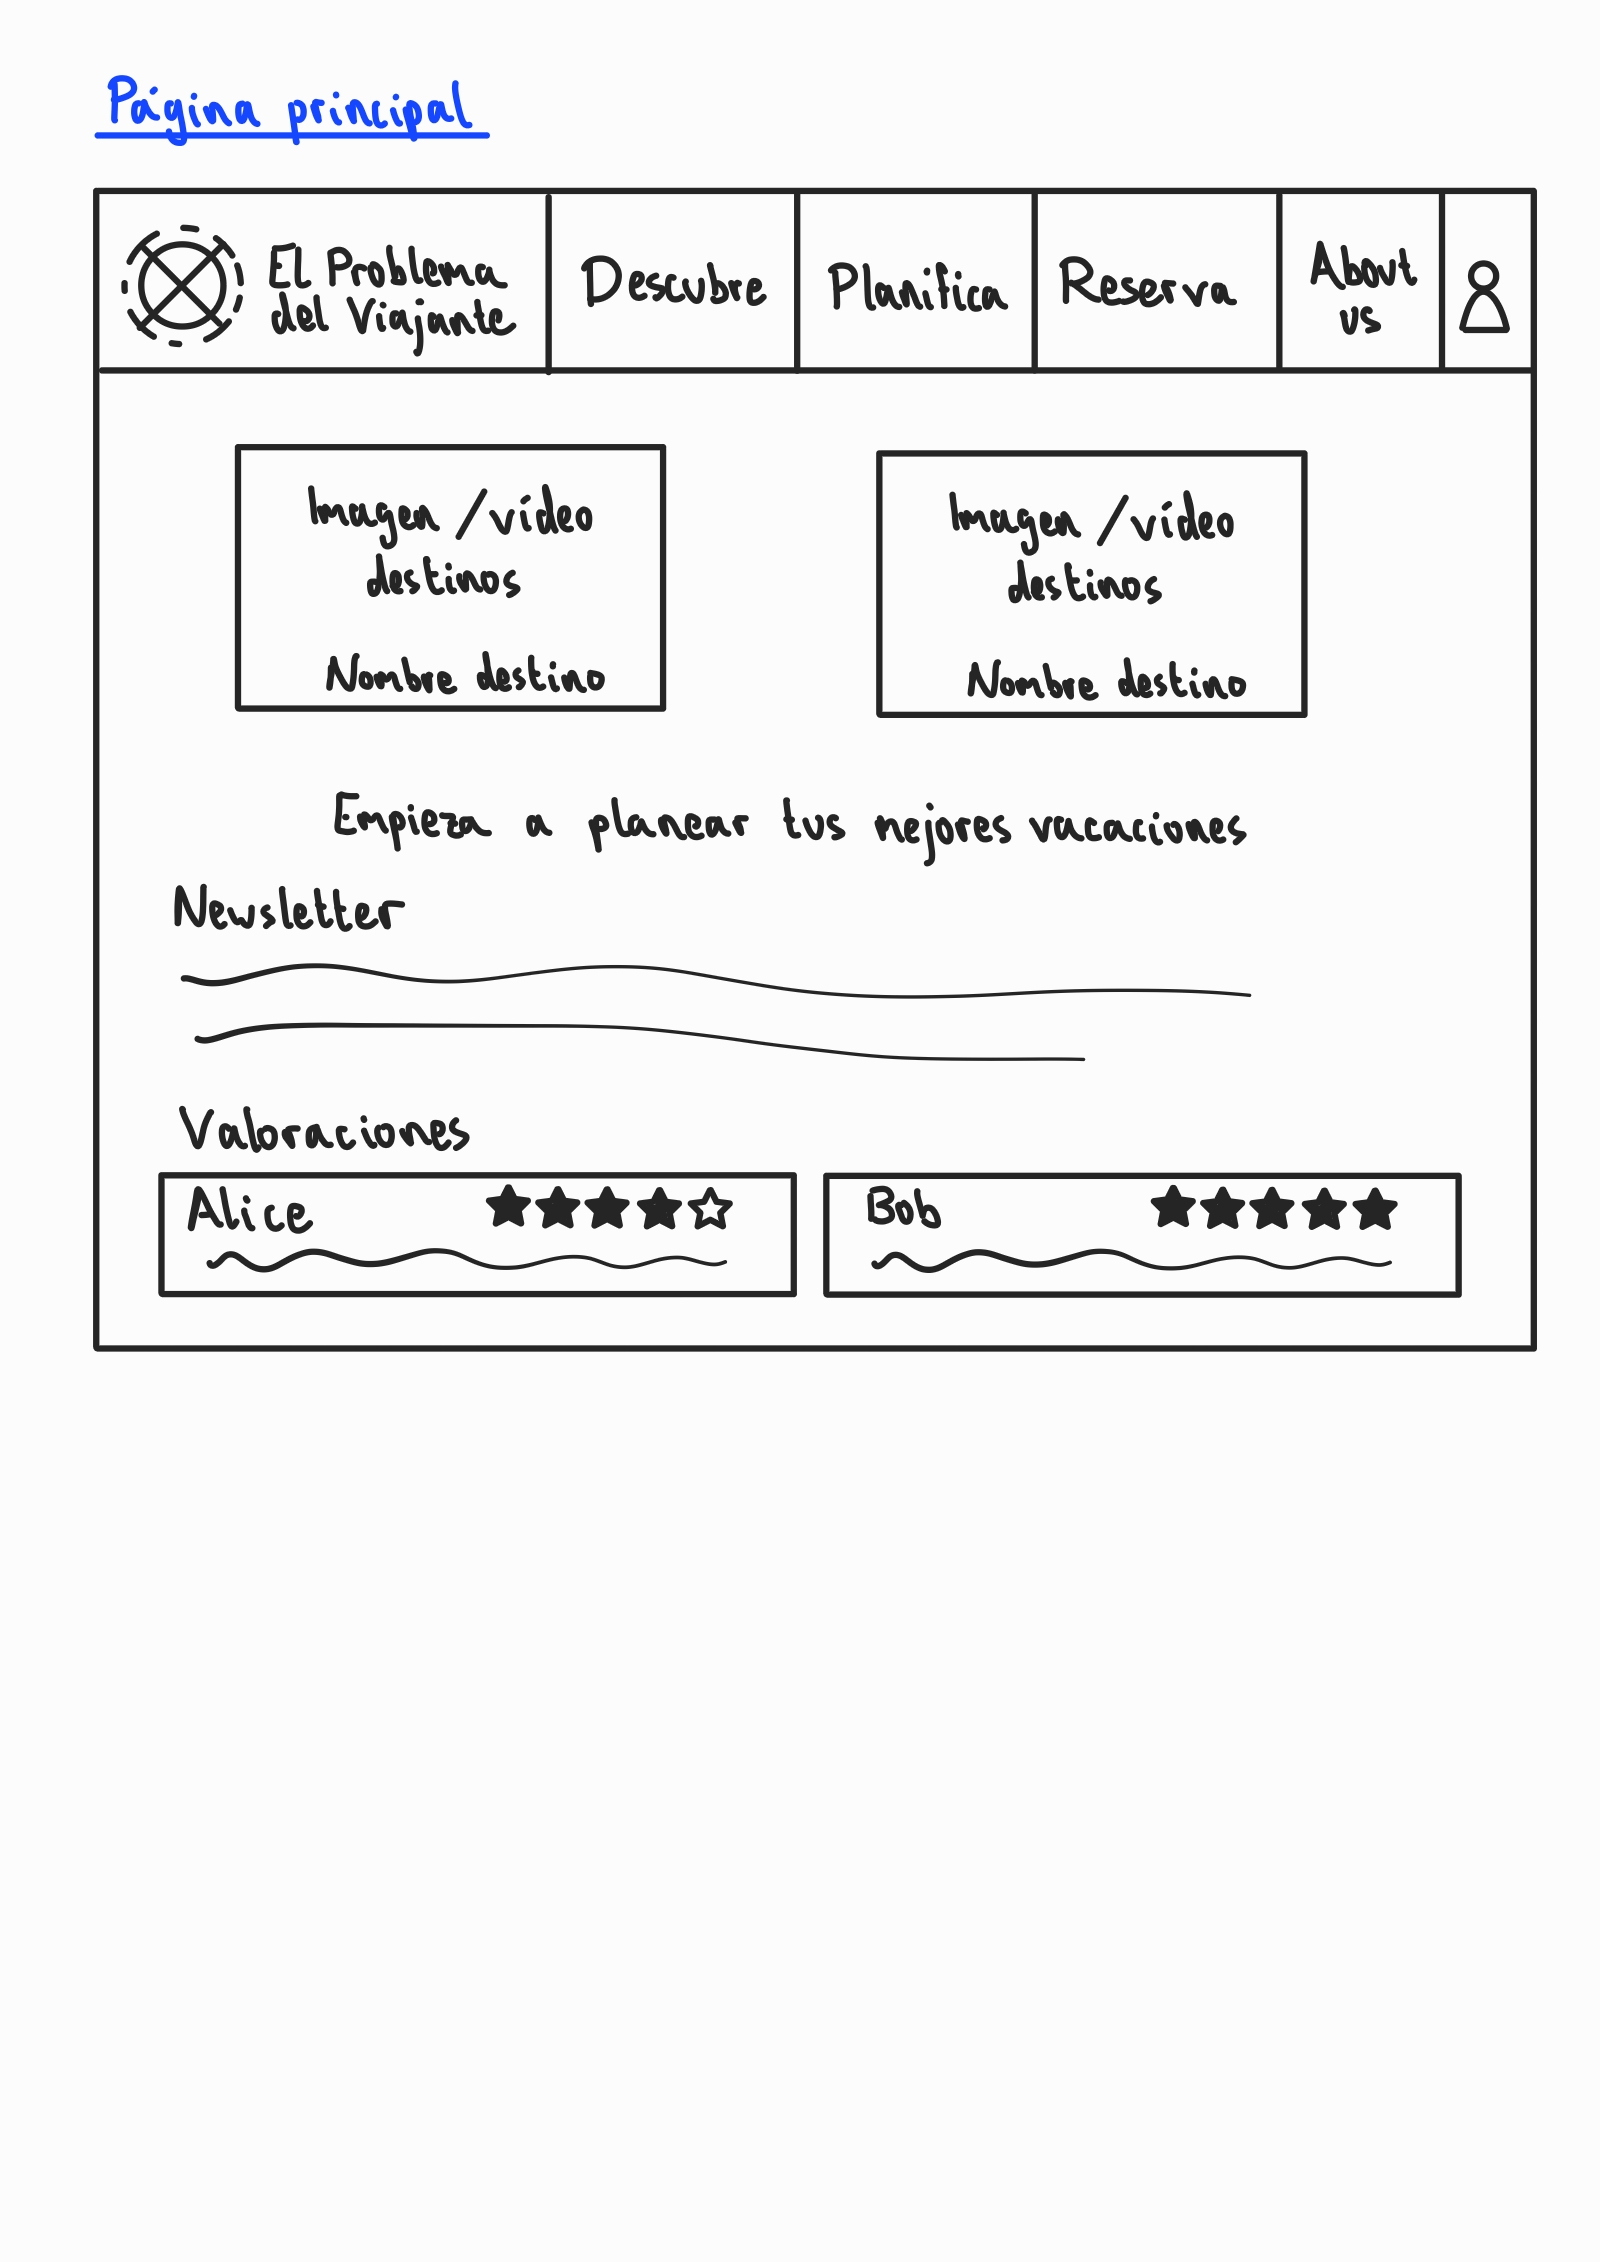 Página principal
El Problema
del Viajante
Descubre
Planifica
Reserva
About
us
Imagen / vídeo
destinos
Nombre destino
Imagen / vídeo
destinos
Nombre destino
Empieza a planear tus mejores vacaciones
Newsletter
Valoraciones
Alice
Bob